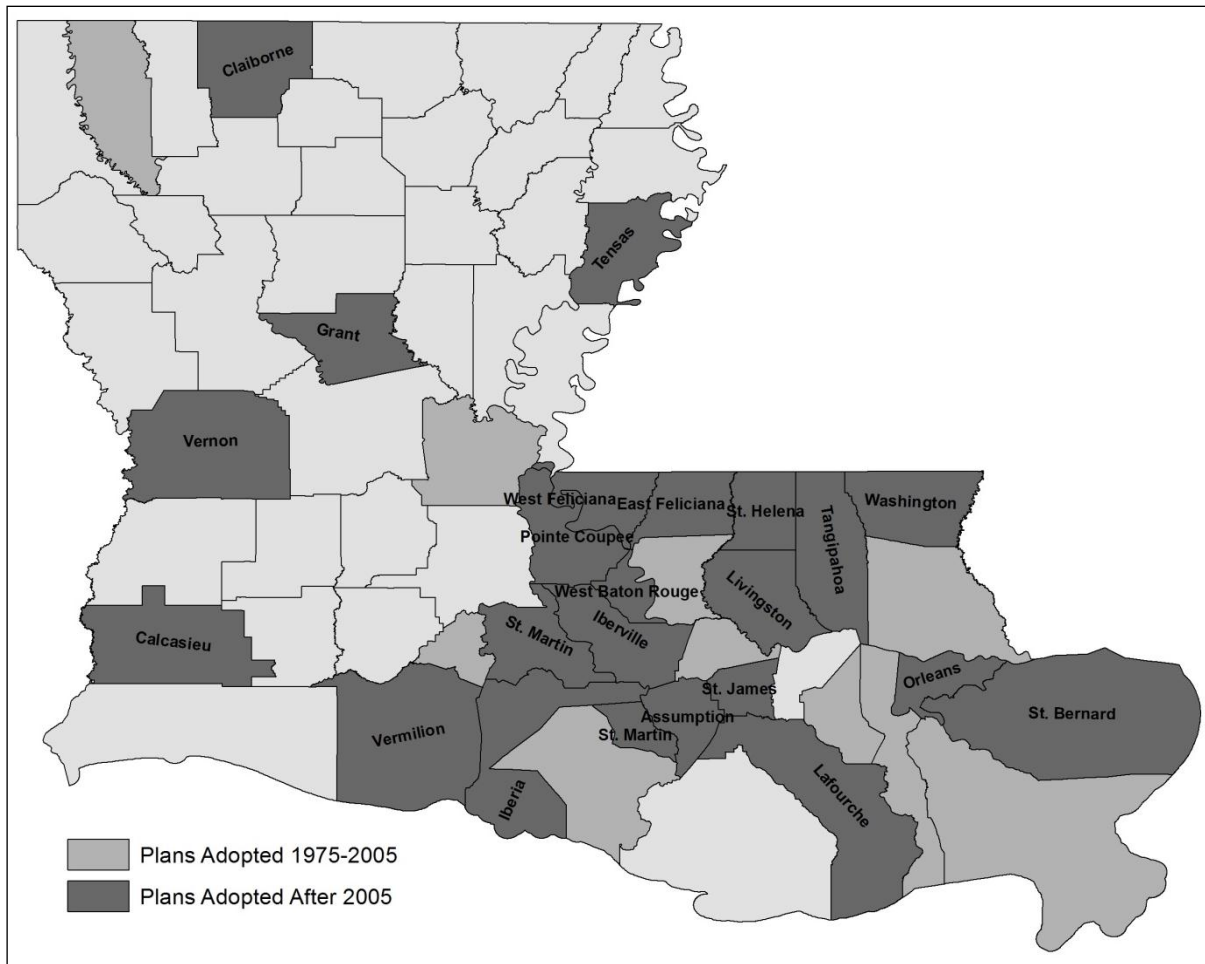 Claiborne
Tensas
Grant
Vernon
West Feliciana
East Feliciana
St. Helena
Tangipahoa
Washington
Pointe Coupee
West Baton Rouge
Livingston
Iberville
Calcasieu
St. Martin
St. James
Orleans
St. Bernard
Assumption
Vermilion
St. Martin
Lafourche
Iberia
Plans Adopted 1975-2005
Plans Adopted After 2005